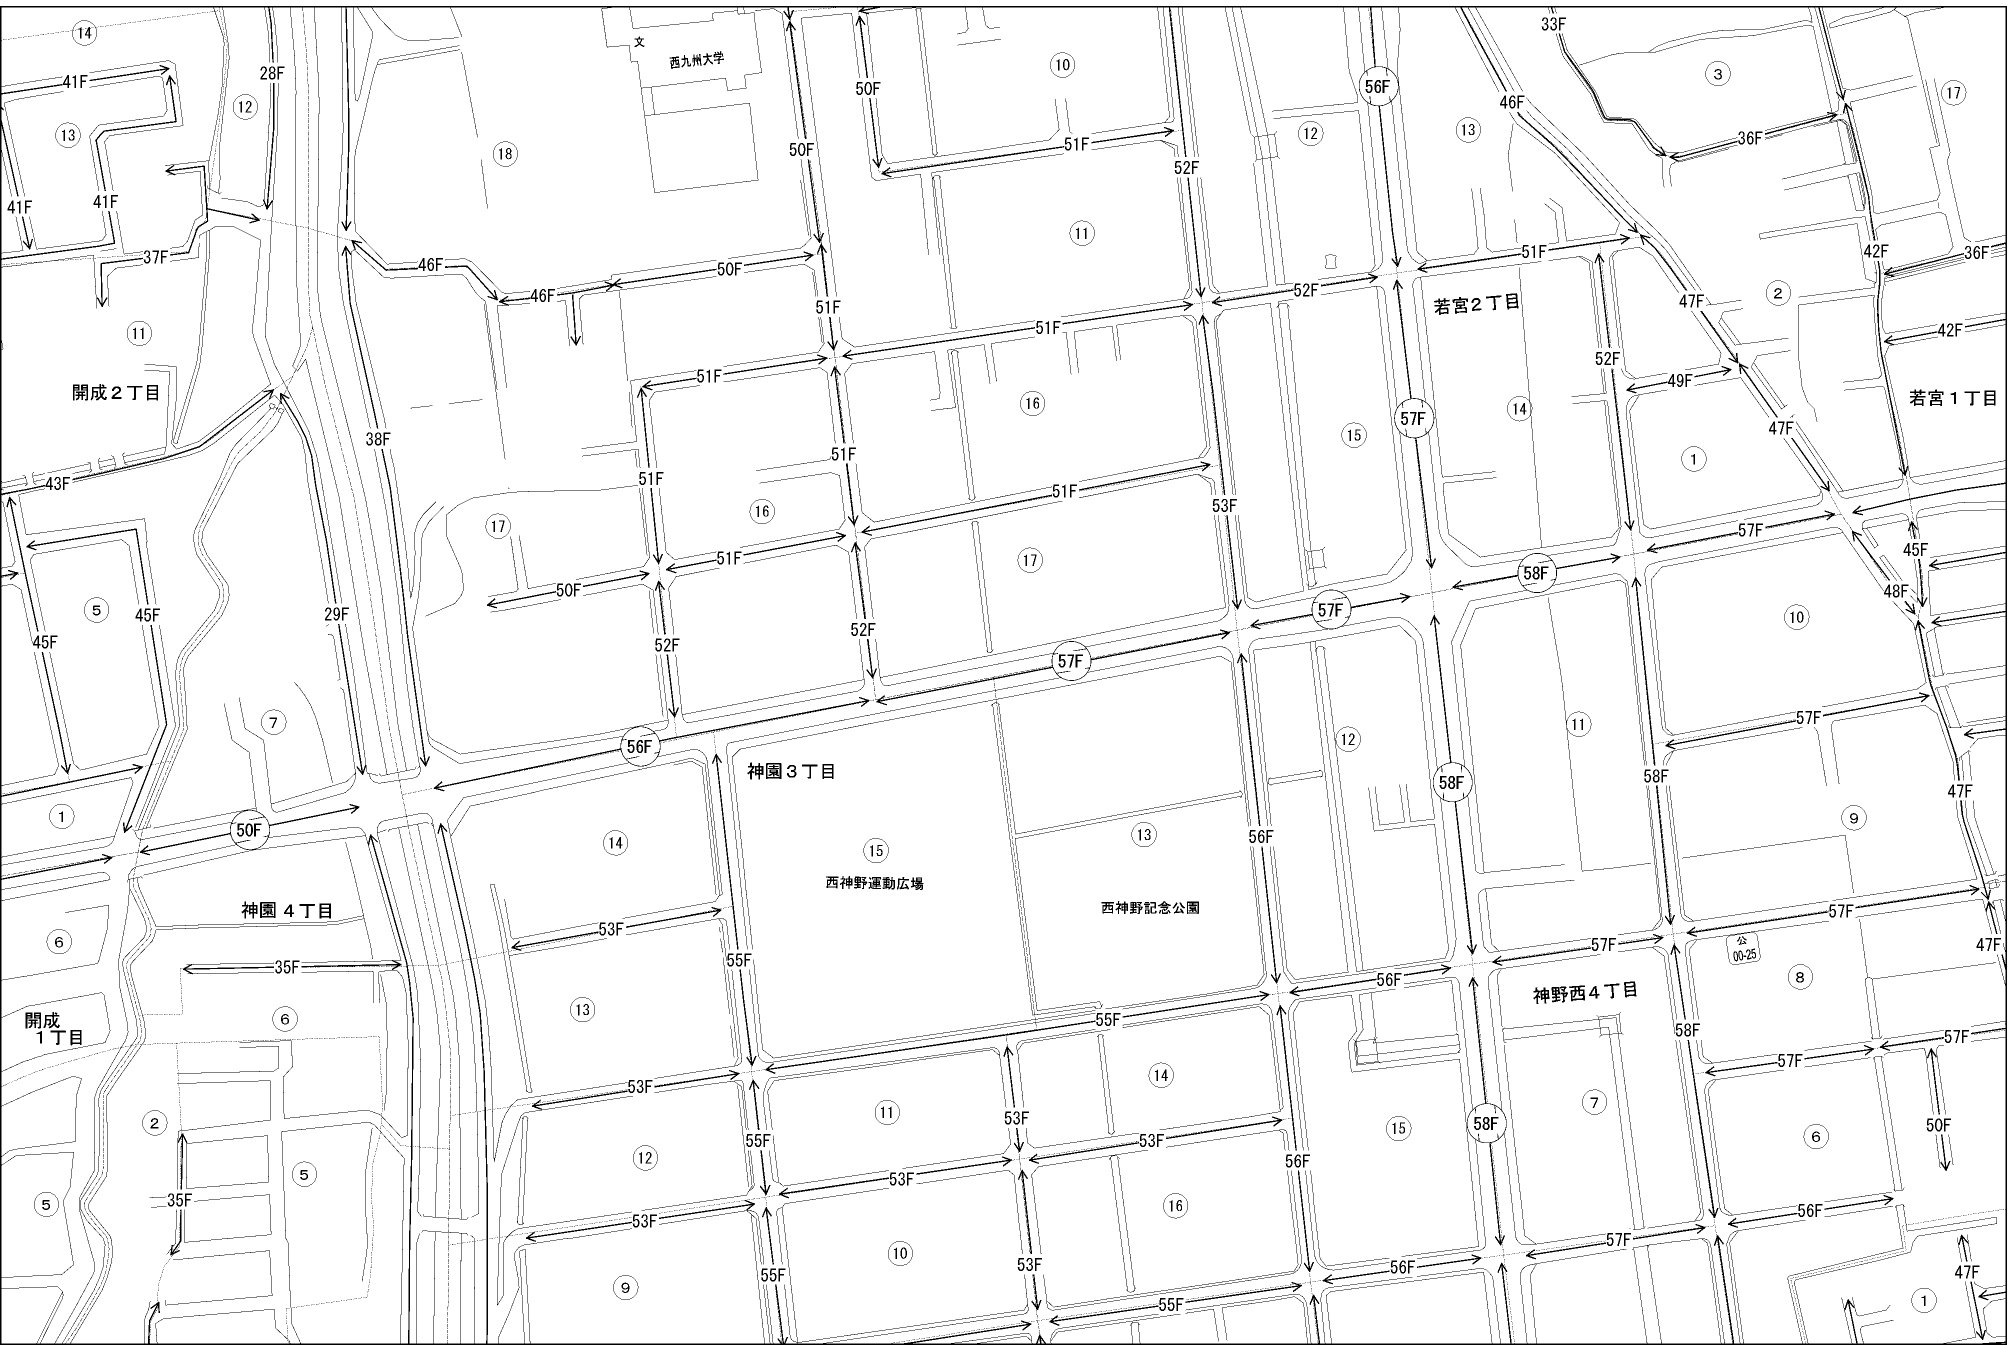 14
文
西九州大学
33F
28F
41F
12
50F
10
56F
46F
3
17
13
18
50F
51F
12
13
36F
41F
41F
52F
37F
46F
50F
11
51F
42F
36F
46F
51F
52F
若宮2丁目
47F
2
11
51F
42F
開成2丁目
51F
52F
49F
若宮1丁目
38F
16
57F
14
47F
43F
51F
51F
15
1
17
16
51F
53F
57F
45F
51F
17
58F
48F
5
45F
29F
50F
57F
10
45F
52F
52F
57F
7
56F
12
11
57F
神園3丁目
58F
58F
47F
1
50F
14
15
13
56F
9
西神野運動広場
西神野記念公園
神園4丁目
53F
57F
6
35F
55F
56F
57F
公
00-25
47F
8
神野西4丁目
開成
1丁目
6
13
55F
58F
57F
57F
53F
14
7
2
11
53F
58F
15
6
50F
55F
53F
12
5
53F
56F
35F
5
53F
16
56F
53F
10
57F
55F
53F
56F
47F
9
55F
1